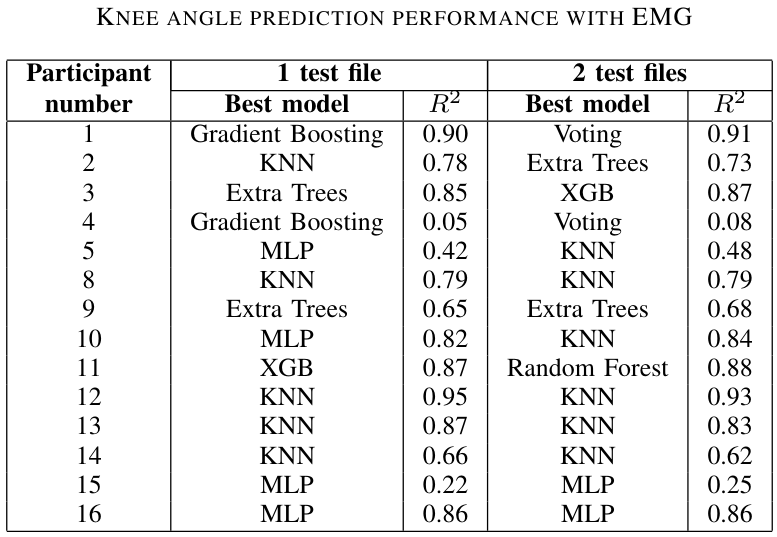 KNEE ANGLE PREDICTION PERFORMANCE WITH EMG
Participant number | 1 test file | 2 test files
Best model | R² | Best model | R²
1 | Gradient Boosting | 0.90 | Voting | 0.91
2 | KNN | 0.78 | Extra Trees | 0.73
3 | Extra Trees | 0.85 | XGB | 0.87
4 | Gradient Boosting | 0.05 | Voting | 0.08
5 | MLP | 0.42 | KNN | 0.48
8 | KNN | 0.79 | KNN | 0.79
9 | Extra Trees | 0.65 | Extra Trees | 0.68
10 | MLP | 0.82 | KNN | 0.84
11 | XGB | 0.87 | Random Forest | 0.88
12 | KNN | 0.95 | KNN | 0.93
13 | KNN | 0.87 | KNN | 0.83
14 | KNN | 0.66 | KNN | 0.62
15 | MLP | 0.22 | MLP | 0.25
16 | MLP | 0.86 | MLP | 0.86